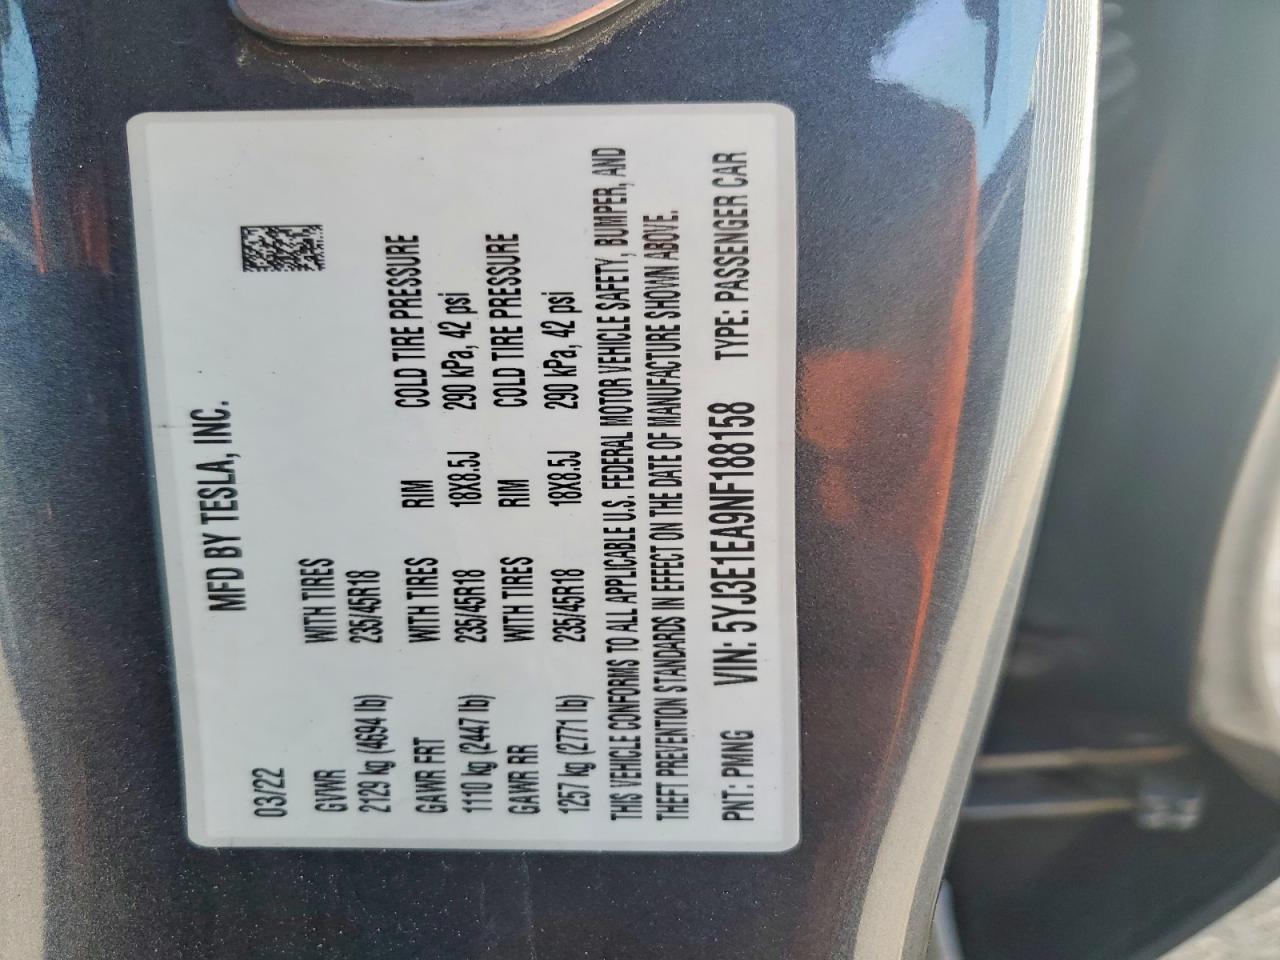 MFD BY TESLA, INC.
03/22
GVWR WITH TIRES
2129 kg (4694 lb) 235/45R18
GAWR FRT WITH TIRES RIM COLD TIRE PRESSURE
1110 kg (2447 lb) 235/45R18 18X8.5J 290 kPa, 42 psi
GAWR RR WITH TIRES RIM COLD TIRE PRESSURE
1257 kg (2771 lb) 235/45R18 18X8.5J 290 kPa, 42 psi
THIS VEHICLE CONFORMS TO ALL APPLICABLE U.S. FEDERAL MOTOR VEHICLE SAFETY, BUMPER, AND
THEFT PREVENTION STANDARDS IN EFFECT ON THE DATE OF MANUFACTURE SHOWN ABOVE.
PNT: PMNG VIN: 5YJ3E1EA9NF188158 TYPE: PASSENGER CAR